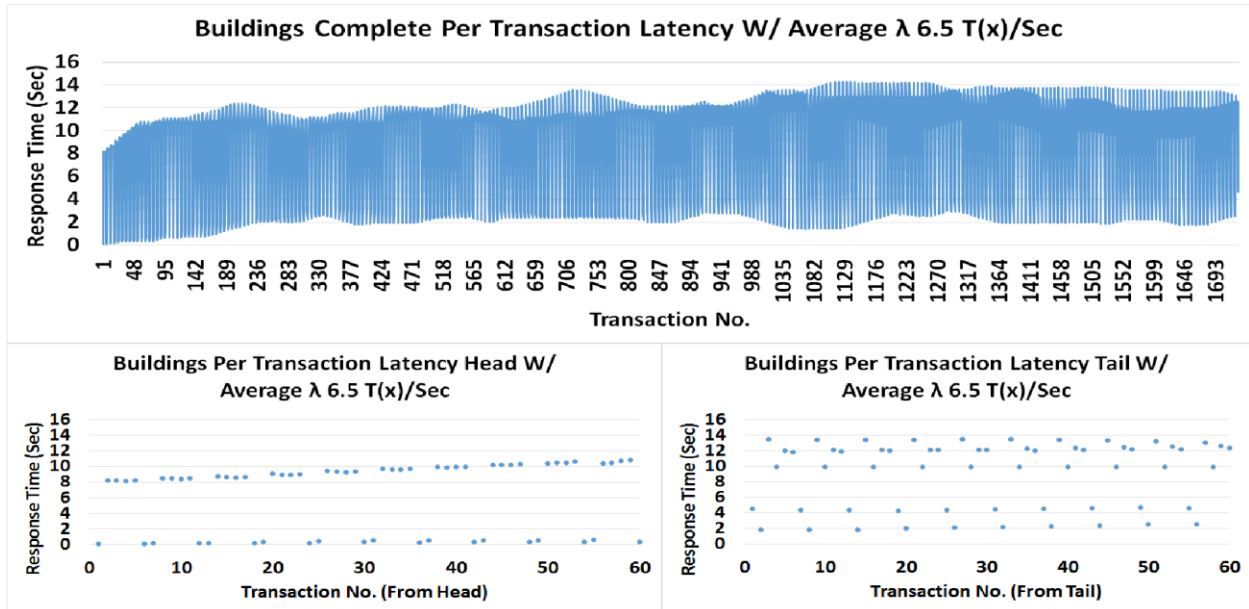 Buildings Complete Per Transaction Latency W/ Average λ 6.5 T(x)/Sec
Response Time (Sec)
16
14
12
10
8
6
4
2
0
1 48 95 142 189 236 283 330 377 424 471 518 565 612 659 706 753 800 847 894 941 988 1035 1082 1129 1176 1223 1270 1317 1364 1411 1458 1505 1552 1599 1646 1693
Transaction No.
Buildings Per Transaction Latency Head W/
Average λ 6.5 T(x)/Sec
Response Time (Sec)
16
14
12
10
8
6
4
2
0
0 10 20 30 40 50 60
Transaction No. (From Head)
Buildings Per Transaction Latency Tail W/
Average λ 6.5 T(x)/Sec
Response Time (Sec)
16
14
12
10
8
6
4
2
0
0 10 20 30 40 50 60
Transaction No. (From Tail)